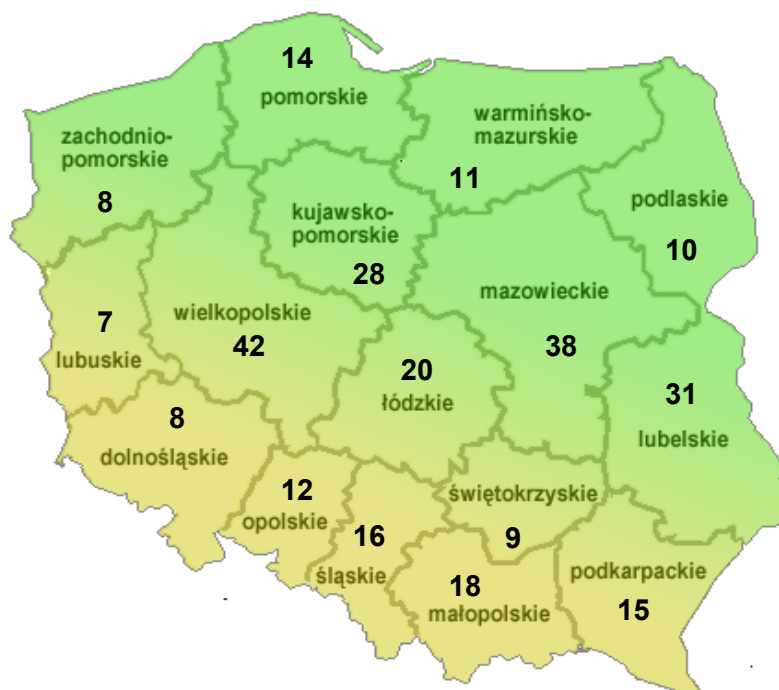 14
pomorskie
warmińsko-
mazurskie
11
zachodnio-
pomorskie
8
podlaskie
10
kujawsko-
pomorskie
28
mazowieckie
38
wielkopolskie
42
7
lubuskie
20
łódzkie
31
lubelskie
8
dolnośląskie
12
opolskie
świętokrzyskie
9
16
śląskie
18
małopolskie
podkarpackie
15